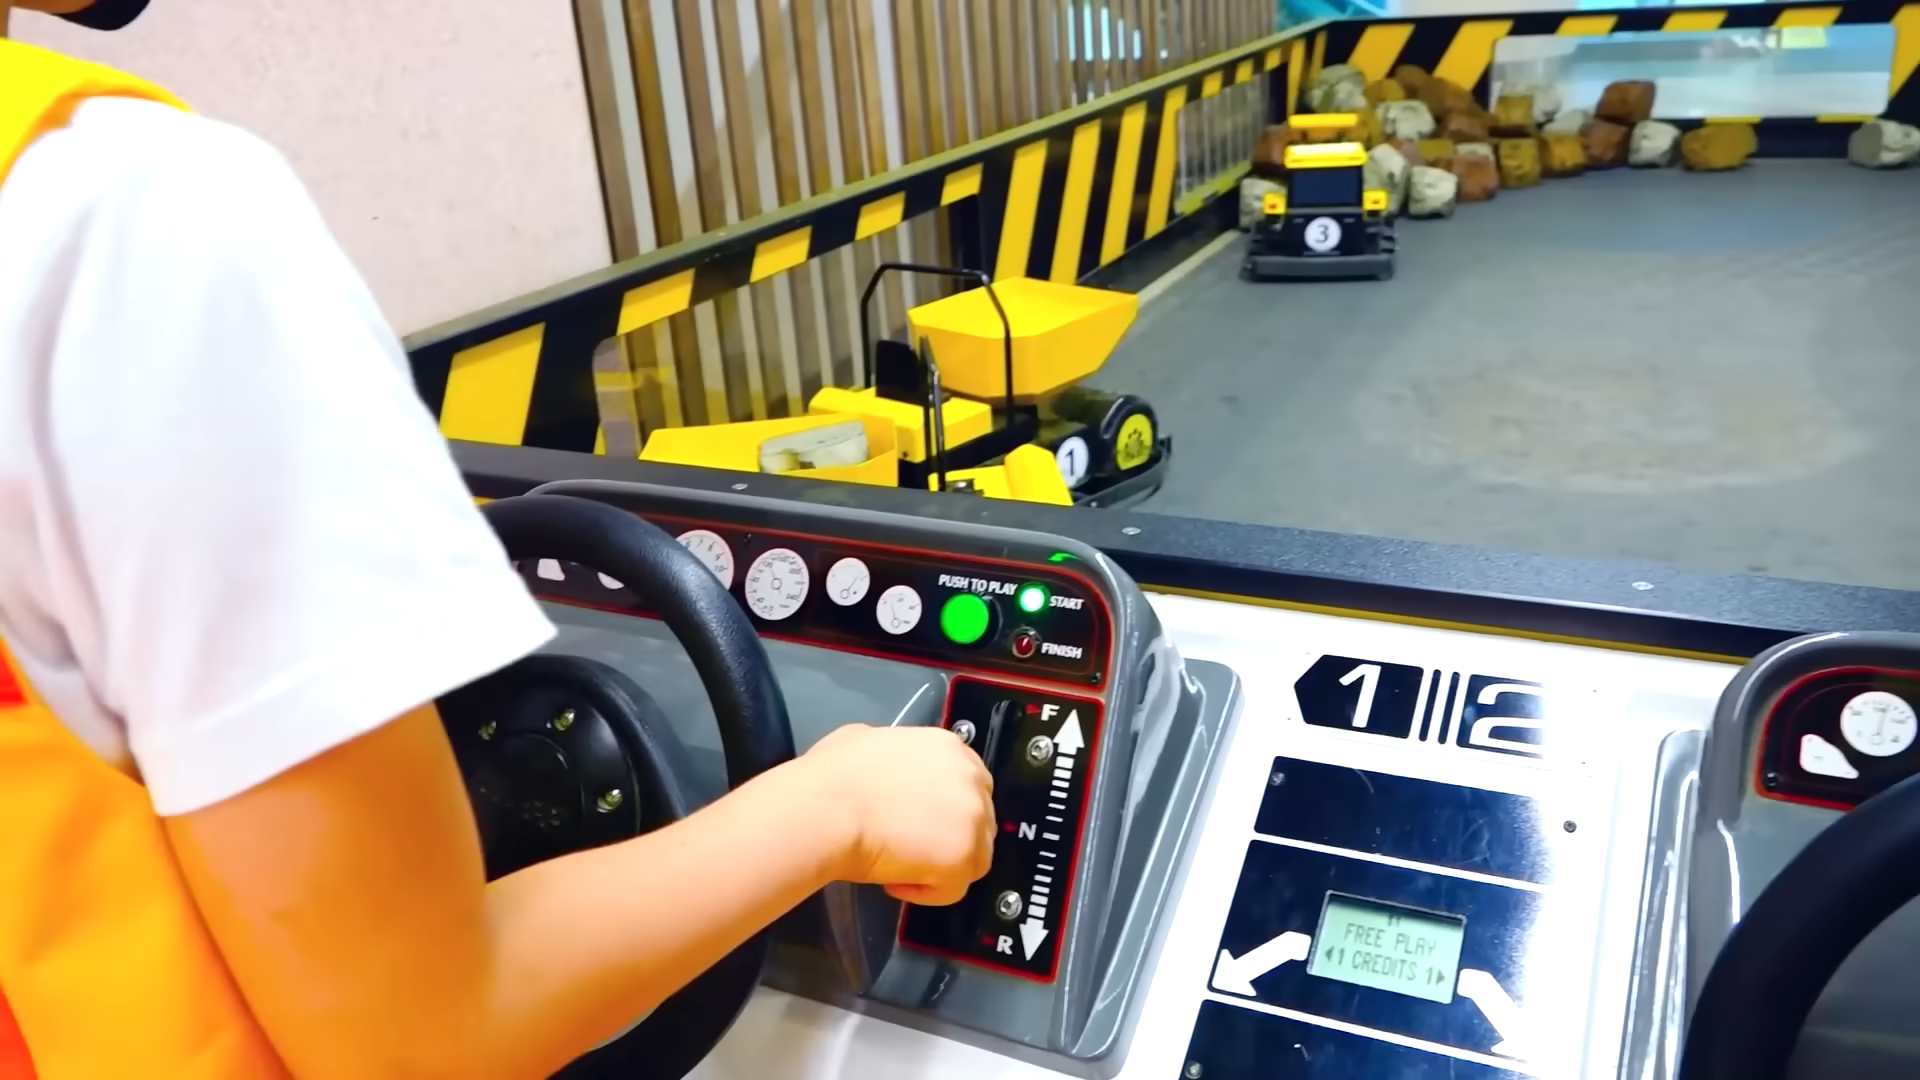 3
1
PUSH TO PLAY
START
FINISH
F
N
R
1 2
FREE PLAY
1 CREDITS 1